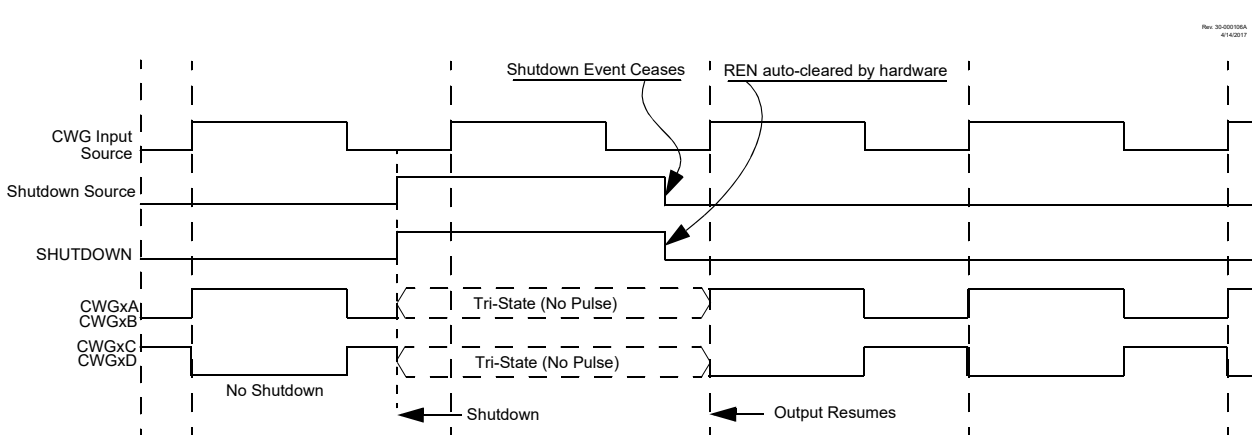 Rev. 30-000108A
4/14/2017
Shutdown Event Ceases
REN auto-cleared by hardware
CWG Input
Source
Shutdown Source
SHUTDOWN
CWGxA
CWGxB
Tri-State (No Pulse)
CWGxC
CWGxD
Tri-State (No Pulse)
No Shutdown
Shutdown
Output Resumes